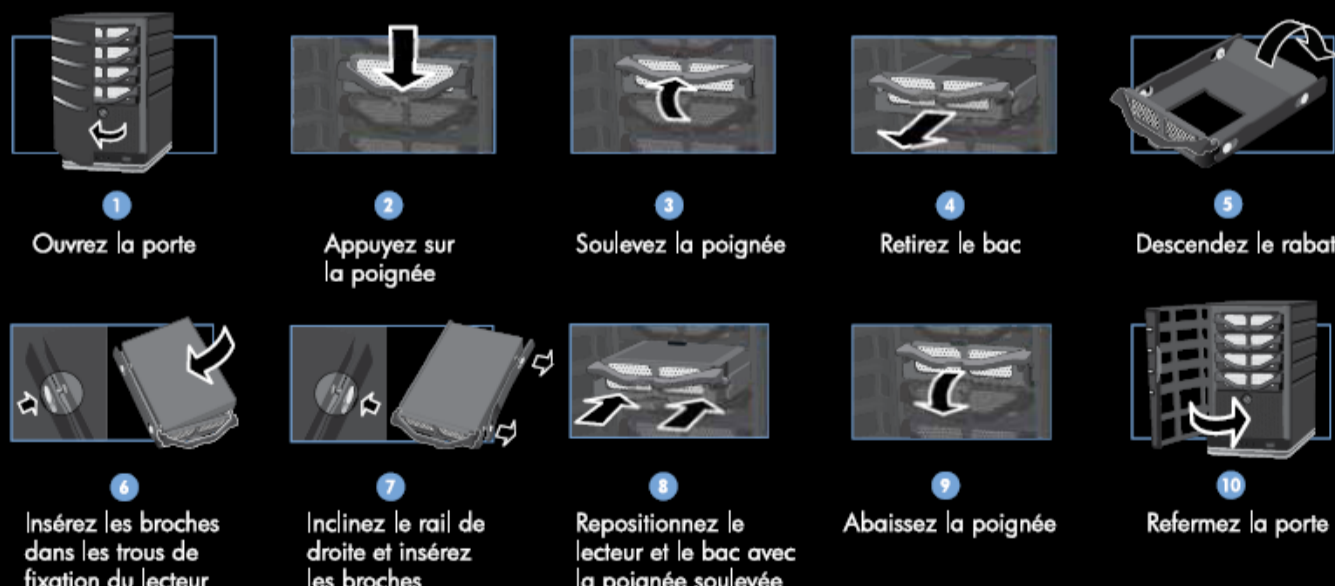 1
Ouvrez la porte
2
Appuyez sur
la poignée
3
Soulevez la poignée
4
Retirez le bac
5
Descendez le rabat
6
Insérez les broches
dans les trous de
fixation du lecteur
7
Inclinez le rail de
droite et insérez
les broches
8
Repositionnez le
lecteur et le bac avec
la poignée soulevée
9
Abaissez la poignée
10
Refermez la porte